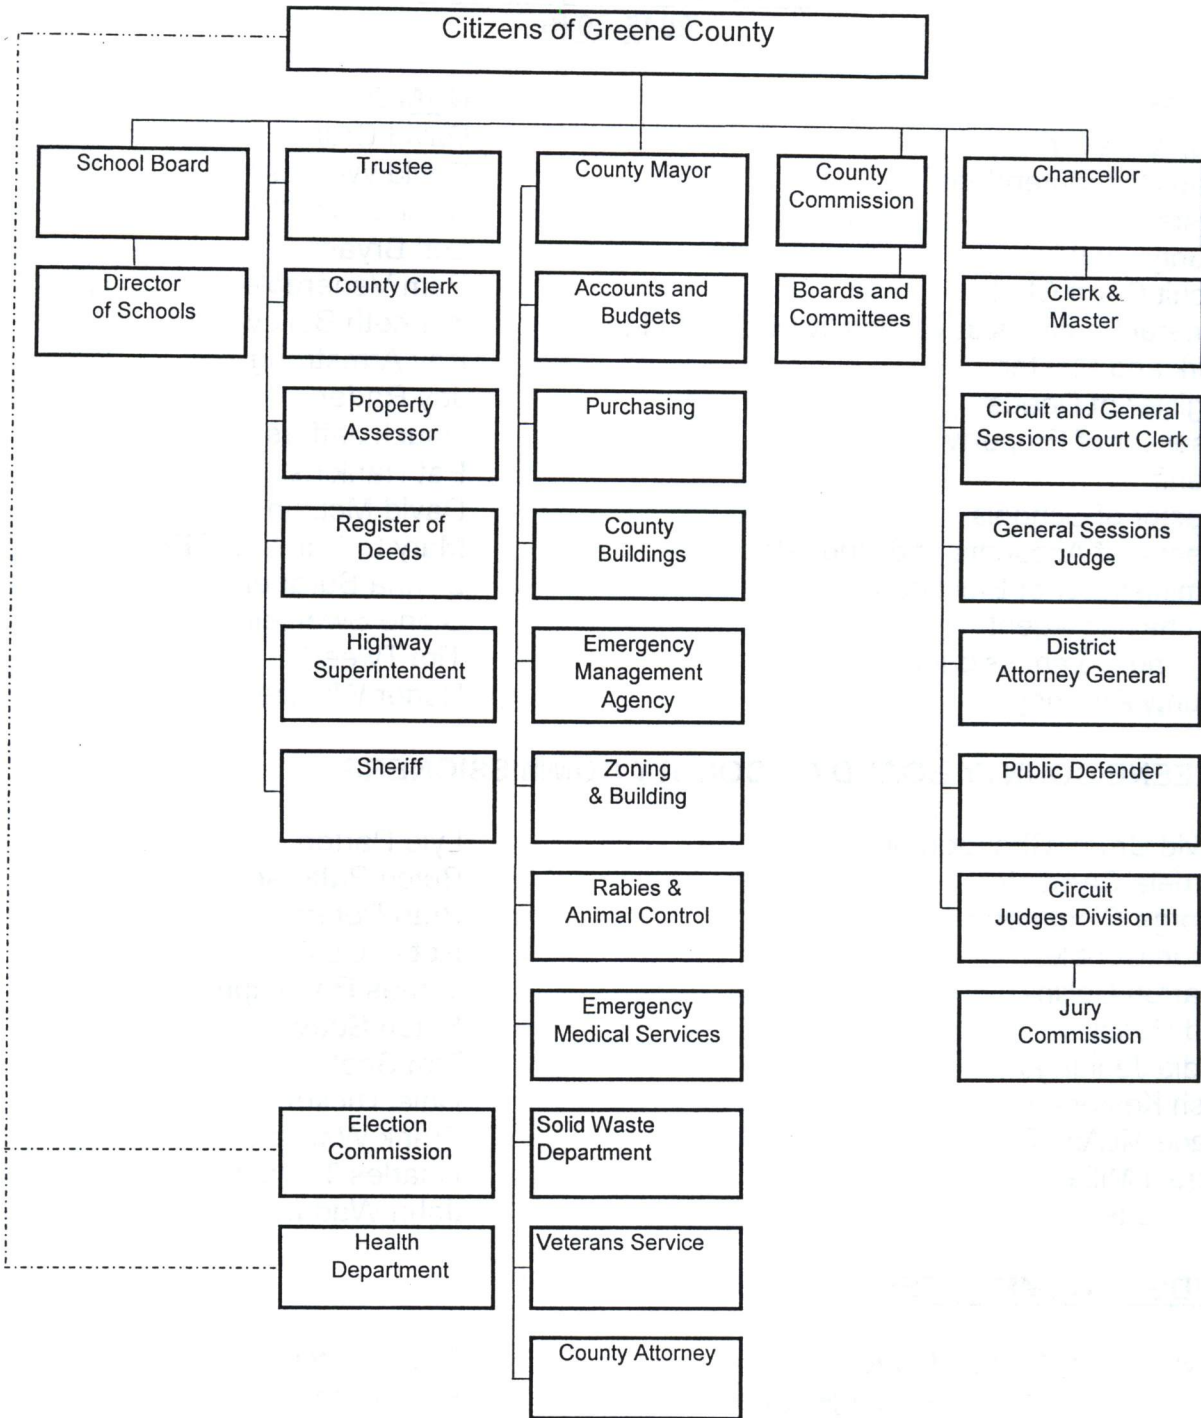 Citizens of Greene County
School Board
Director
of Schools
Trustee
County Clerk
Property
Assessor
Register of
Deeds
Highway
Superintendent
Sheriff
Election
Commission
Health
Department
County Mayor
Accounts and
Budgets
Purchasing
County
Buildings
Emergency
Management
Agency
Zoning
& Building
Rabies &
Animal Control
Emergency
Medical Services
Solid Waste
Department
Veterans Service
County Attorney
County
Commission
Boards and
Committees
Chancellor
Clerk &
Master
Circuit and General
Sessions Court Clerk
General Sessions
Judge
District
Attorney General
Public Defender
Circuit
Judges Division III
Jury
Commission